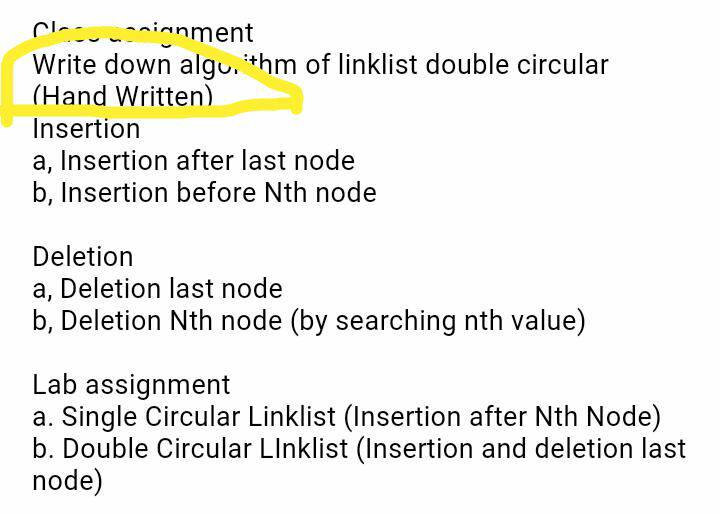 Class assignment
Write down algorithm of linklist double circular
(Hand Written)
Insertion
a, Insertion after last node
b, Insertion before Nth node
Deletion
a, Deletion last node
b, Deletion Nth node (by searching nth value)
Lab assignment
a. Single Circular Linklist (Insertion after Nth Node)
b. Double Circular LInklist (Insertion and deletion last
node)